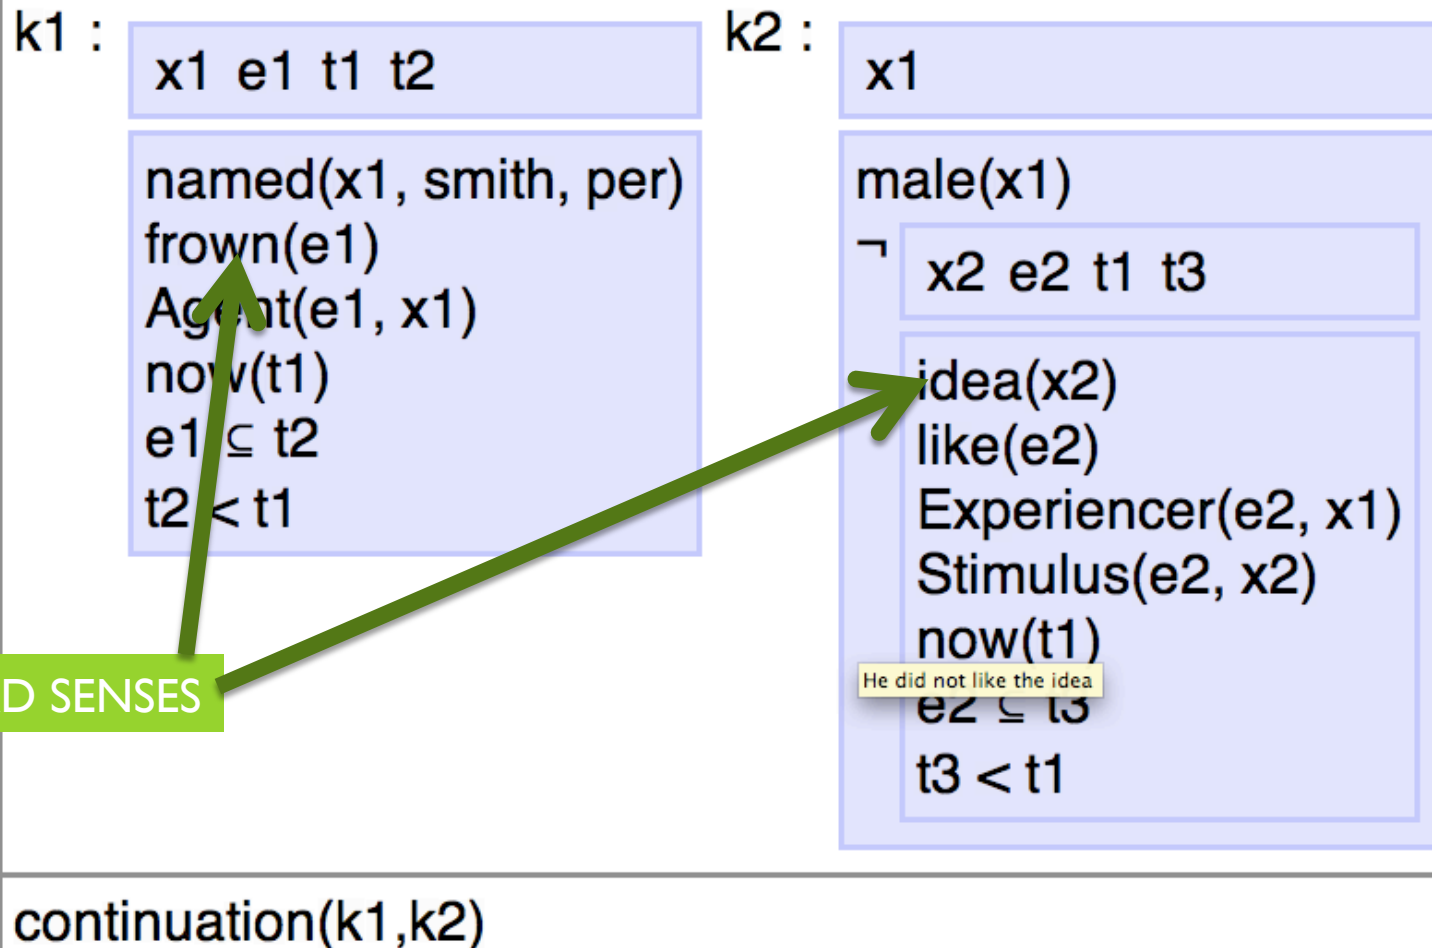 k1 :
x1 e1 t1 t2
named(x1, smith, per)
frown(e1)
Agent(e1, x1)
now(t1)
e1 ⊆ t2
t2 < t1
k2 :
x1
male(x1)
¬
x2 e2 t1 t3
idea(x2)
like(e2)
Experiencer(e2, x1)
Stimulus(e2, x2)
now(t1)
He did not like the idea
e2 ⊆ t3
t3 < t1
D SENSES
continuation(k1,k2)